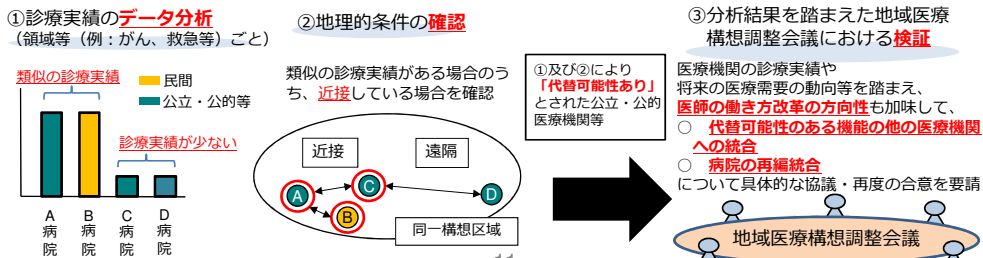 ①診療実績のデータ分析
（領域等（例：がん、救急等）ごと）
類似の診療実績
民間
公立・公的等
診療実績が少ない
A病院
B病院
C病院
D病院
②地理的条件の確認
類似の診療実績がある場合のう
ち、近接している場合を確認
近接
遠隔
A
C
B
D
同一構想区域
①及び②により
「代替可能性あり」
とされた公立・公的
医療機関等
③分析結果を踏まえた地域医療
構想調整会議における検証
医療機関の診療実績や
将来の医療需要の動向等を踏まえ、
医師の働き方改革の方向性も加味して、
○ 代替可能性のある機能の他の医療機関
への統合
○ 病院の再編統合
について具体的な協議・再度の合意を要請
地域医療構想調整会議